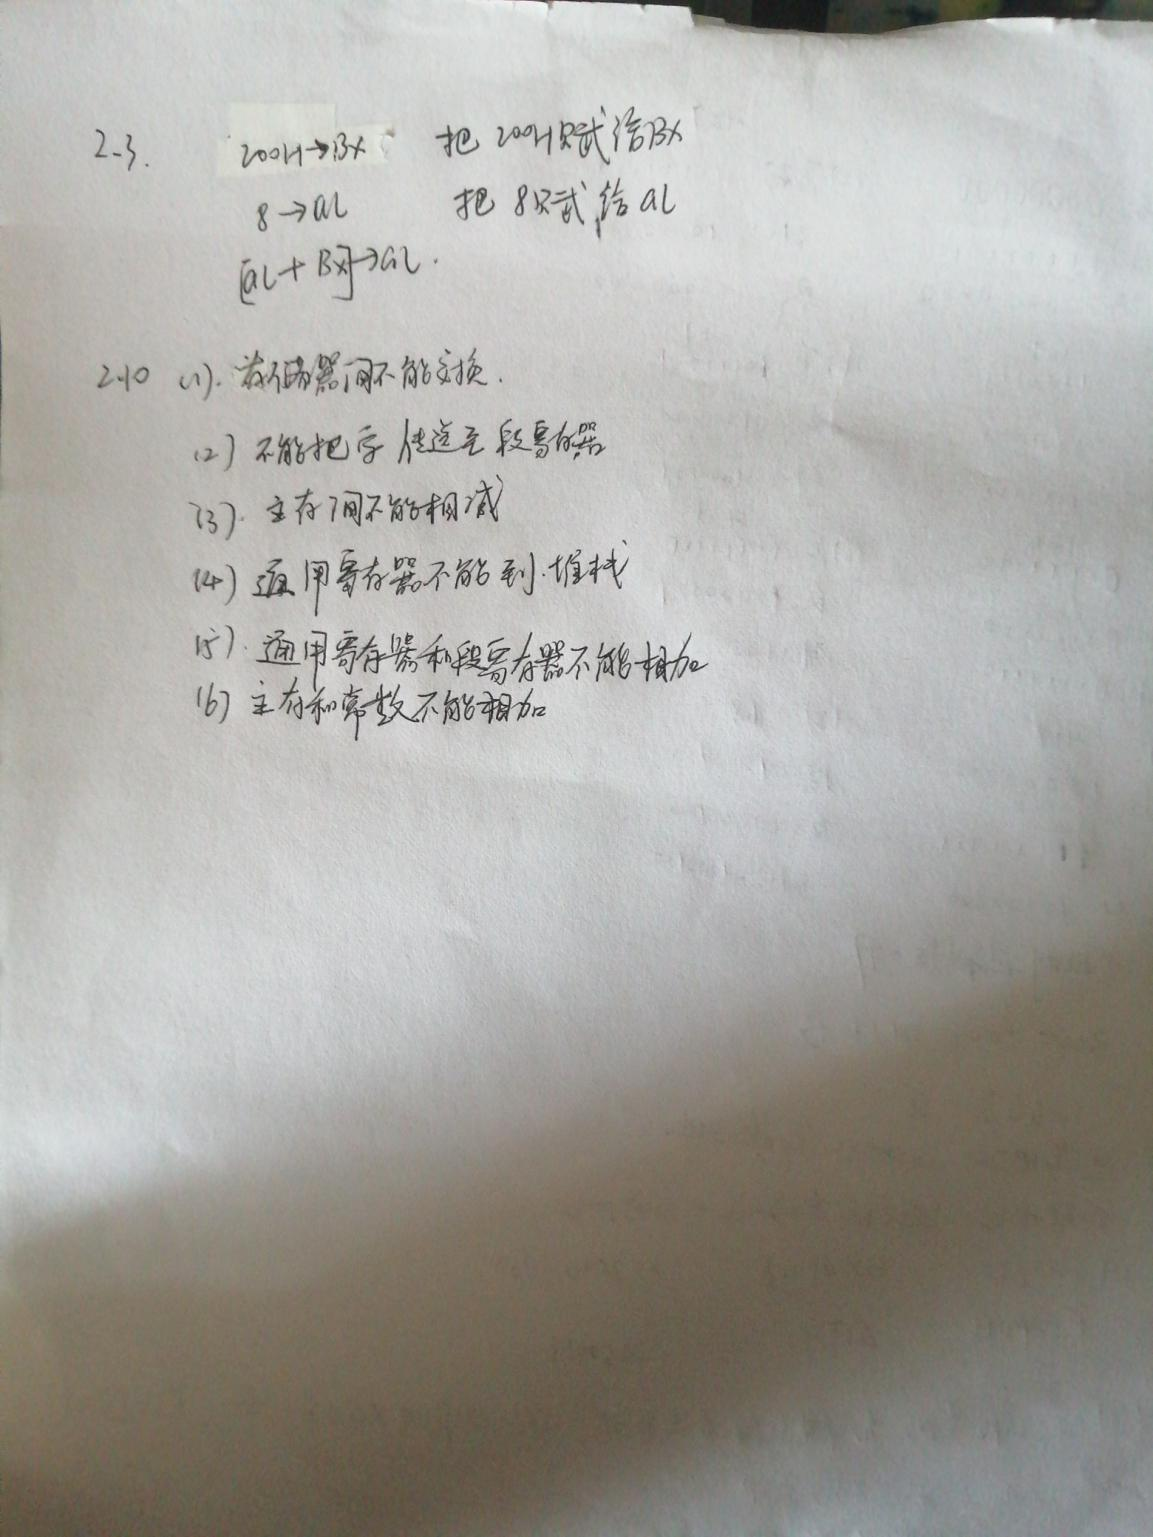 2.3. 200H→BX 把200H赋给BX
8→aL 把8赋给aL
[aL+BX]→aL.
2.10 (1). 存储器间不能交换.
(2) 不能把字传送至段寄存器
(3). 主存间不能相减
(4) 通用寄存器不能到.堆栈
(5). 通用寄存器和段寄存器不能相加
(6) 主存和常数不能相加